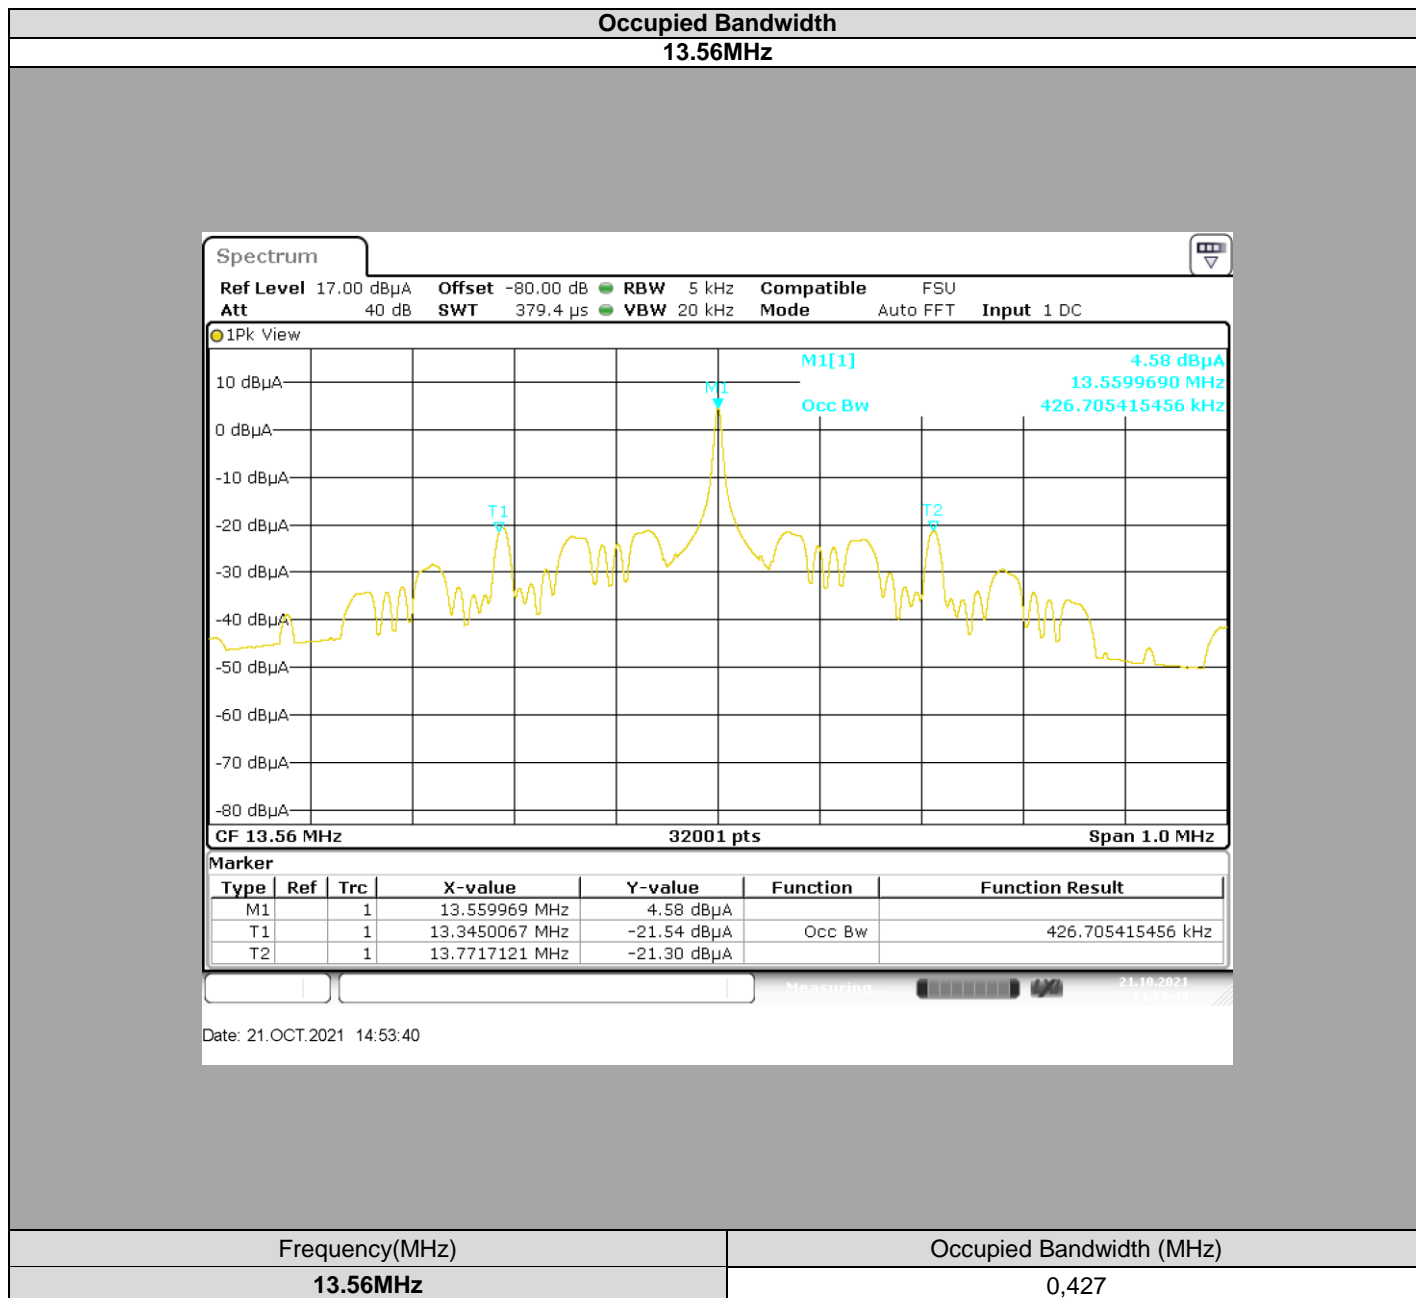 Occupied Bandwidth
13.56MHz
Spectrum
Ref Level 17.00 dBµA Offset -80.00 dB RBW 5 kHz Compatible FSU
Att 40 dB SWT 379.4 µs VBW 20 kHz Mode Auto FFT Input 1 DC
1Pk View
M1[1] 4.58 dBµA
13.5599690 MHz
Occ Bw 426.705415456 kHz
M1
T1
T2
10 dBµA
0 dBµA
-10 dBµA
-20 dBµA
-30 dBµA
-40 dBµA
-50 dBµA
-60 dBµA
-70 dBµA
-80 dBµA
CF 13.56 MHz 32001 pts Span 1.0 MHz
Marker
Type Ref Trc X-value Y-value Function Function Result
M1 1 13.559969 MHz 4.58 dBµA
T1 1 13.3450067 MHz -21.54 dBµA Occ Bw 426.705415456 kHz
T2 1 13.7717121 MHz -21.30 dBµA
Measuring... 21.10.2021
Date: 21.OCT.2021 14:53:40
Frequency(MHz) Occupied Bandwidth (MHz)
13.56MHz 0,427